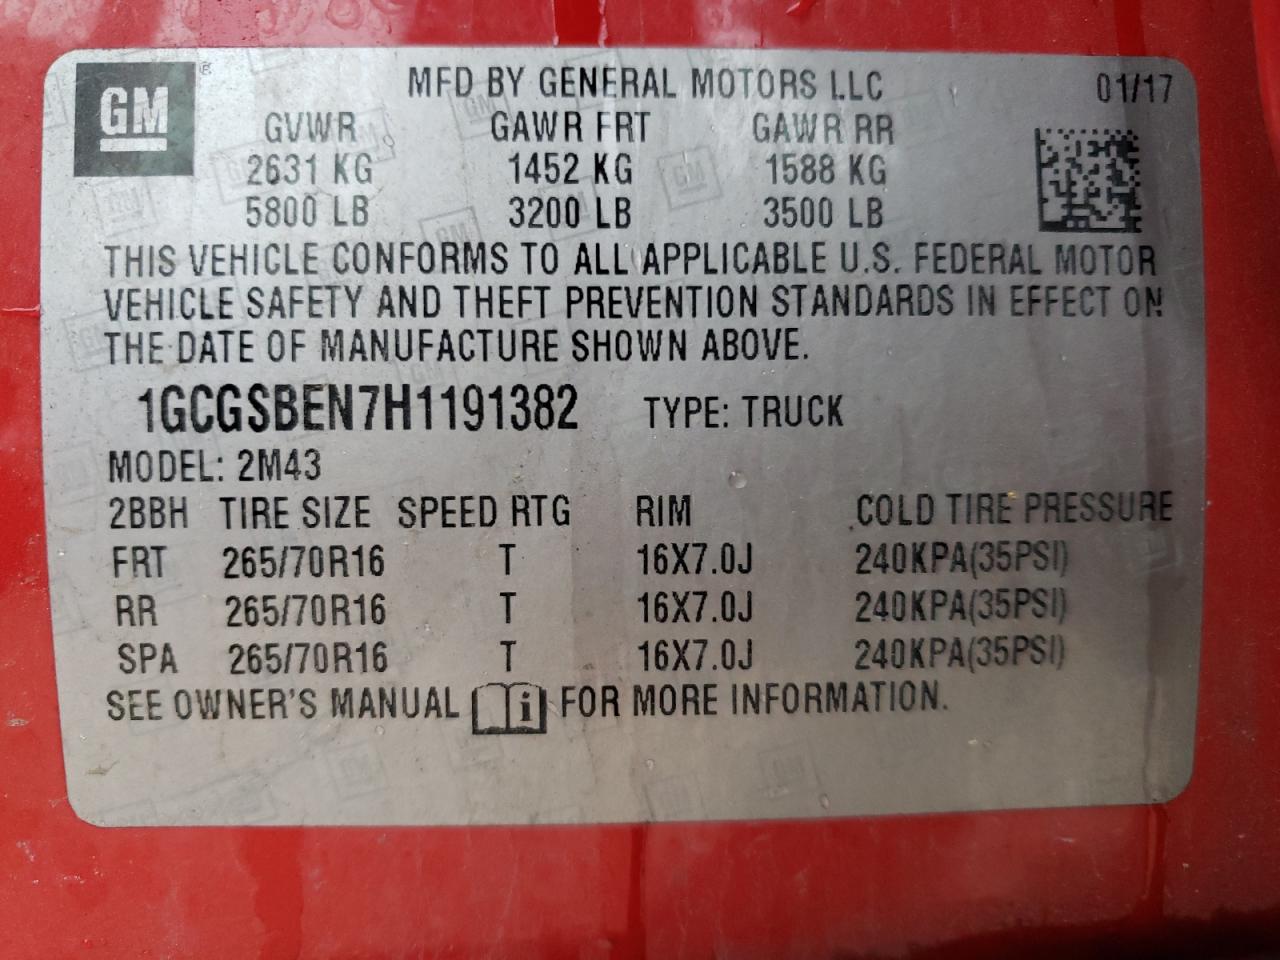 GM ®
MFD BY GENERAL MOTORS LLC 01/17
GVWR GAWR FRT GAWR RR
2631 KG 1452 KG 1588 KG
5800 LB 3200 LB 3500 LB
THIS VEHICLE CONFORMS TO ALL APPLICABLE U.S. FEDERAL MOTOR
VEHICLE SAFETY AND THEFT PREVENTION STANDARDS IN EFFECT ON
THE DATE OF MANUFACTURE SHOWN ABOVE.
1GCGSBEN7H1191382 TYPE: TRUCK
MODEL: 2M43
2BBH TIRE SIZE SPEED RTG RIM COLD TIRE PRESSURE
FRT 265/70R16 T 16X7.0J 240KPA(35PSI)
RR 265/70R16 T 16X7.0J 240KPA(35PSI)
SPA 265/70R16 T 16X7.0J 240KPA(35PSI)
SEE OWNER'S MANUAL i FOR MORE INFORMATION.